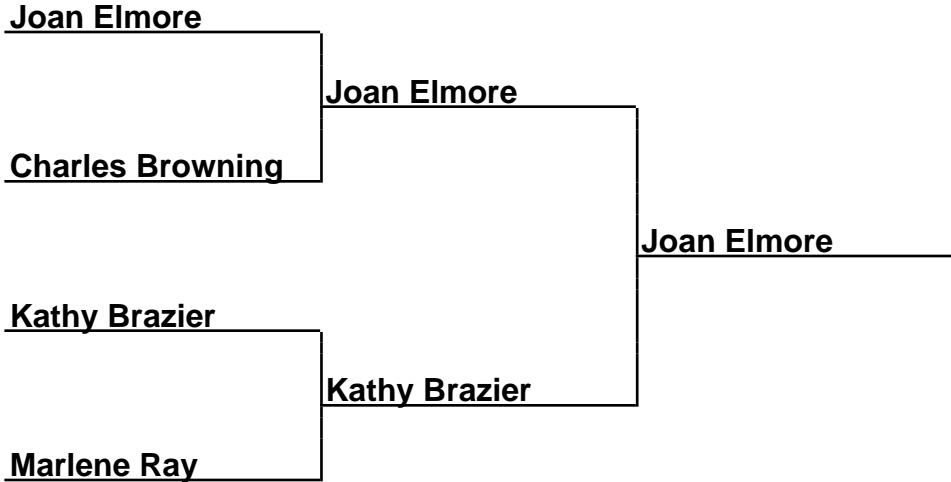 Joan Elmore
Joan Elmore
Charles Browning
Joan Elmore
Kathy Brazier
Kathy Brazier
Marlene Ray